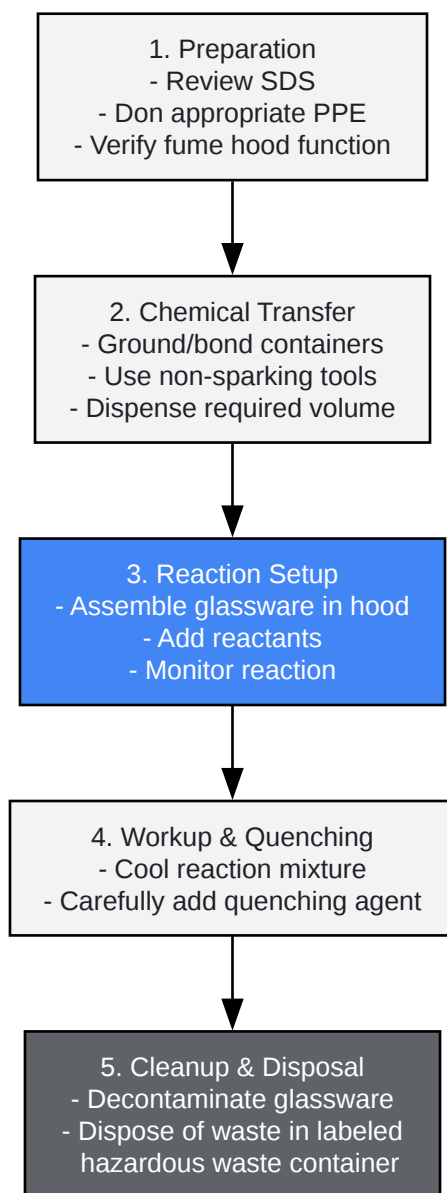 1. Preparation
- Review SDS
- Don appropriate PPE
- Verify fume hood function
2. Chemical Transfer
- Ground/bond containers
- Use non-sparking tools
- Dispense required volume
3. Reaction Setup
- Assemble glassware in hood
- Add reactants
- Monitor reaction
4. Workup & Quenching
- Cool reaction mixture
- Carefully add quenching agent
5. Cleanup & Disposal
- Decontaminate glassware
- Dispose of waste in labeled
hazardous waste container